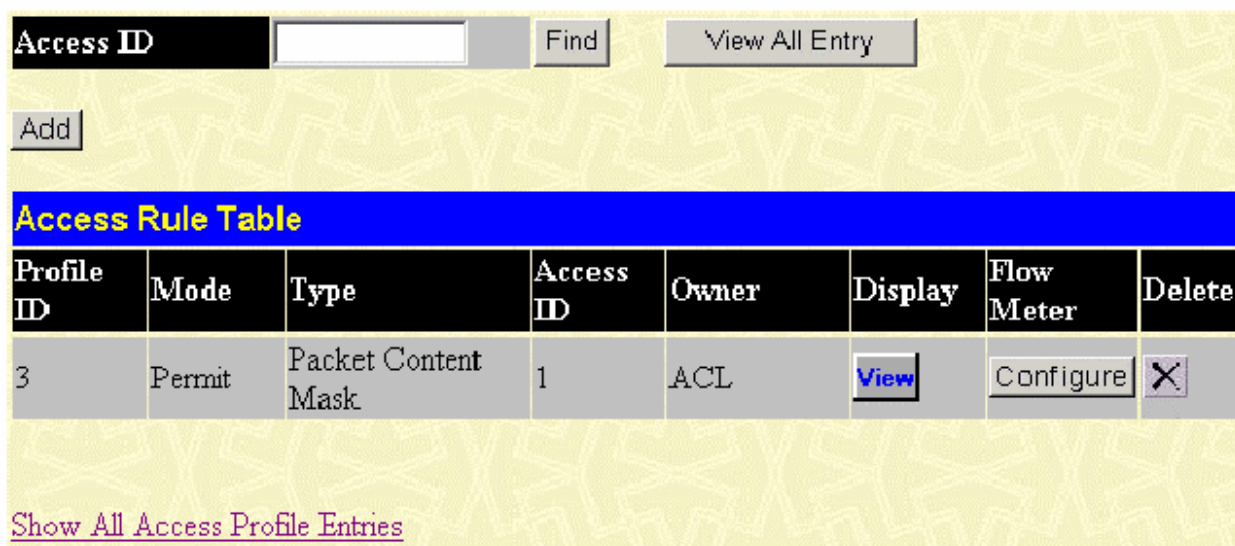 Access ID Find View All Entry
Add
Access Rule Table
Profile ID Mode Type Access ID Owner Display Flow Meter Delete
3 Permit Packet Content Mask 1 ACL View Configure X
Show All Access Profile Entries